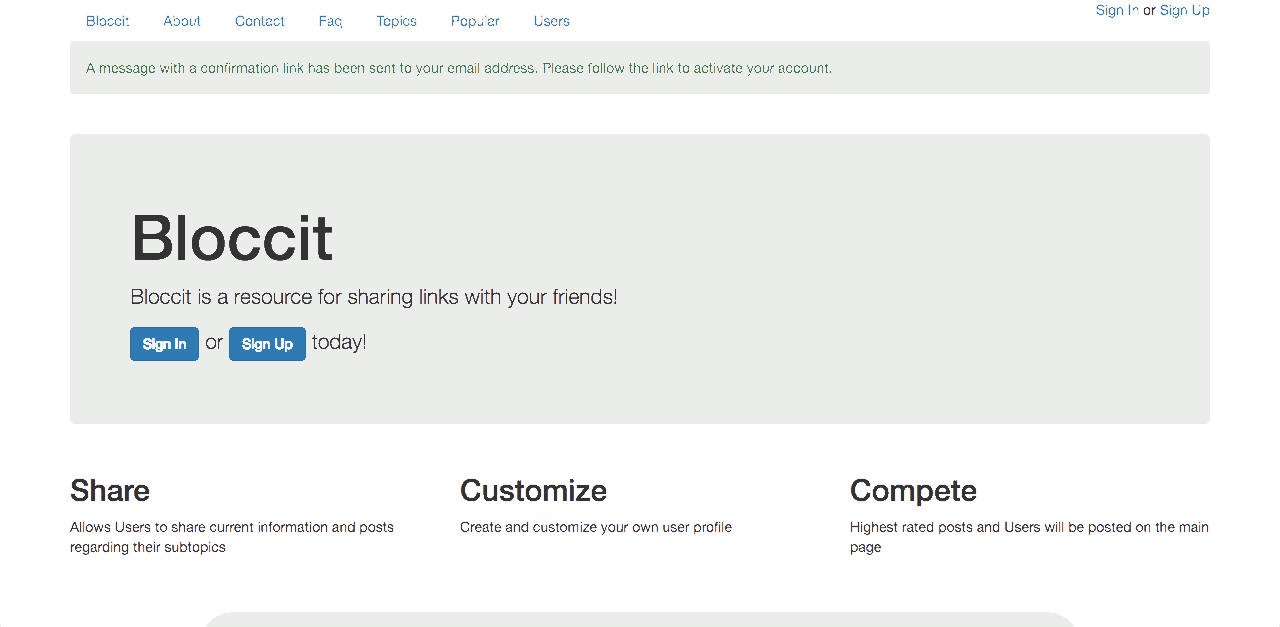 Bloccit About Contact Faq Topics Popular Users Sign In or Sign Up
A message with a confirmation link has been sent to your email address. Please follow the link to activate your account.
Bloccit
Bloccit is a resource for sharing links with your friends!
Sign In or Sign Up today!
Share
Allows Users to share current information and posts
regarding their subtopics
Customize
Create and customize your own user profile
Compete
Highest rated posts and Users will be posted on the main
page